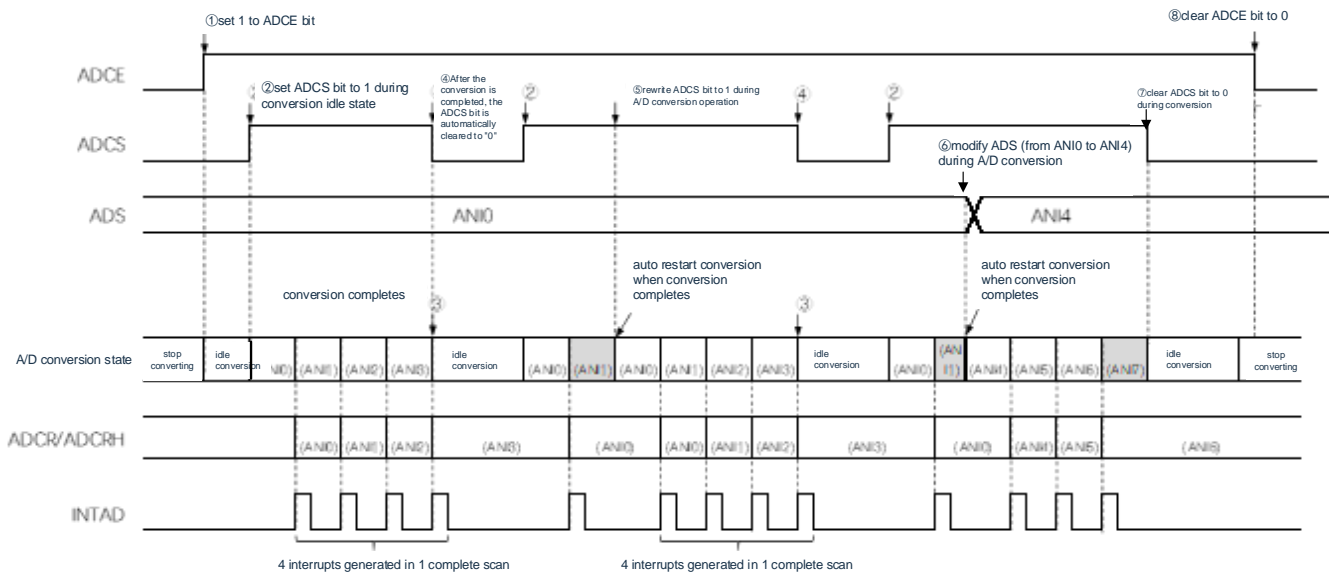 ①set 1 to ADCE bit
⑧clear ADCE bit to 0
ADCE
②set ADCS bit to 1 during
conversion idle state
④After the
conversion is
completed, the
ADCS bit is
automatically
cleared to "0"
②
⑤rewrite ADCS bit to 1 during
A/D conversion operation
④
②
⑦clear ADCS bit to 0
during conversion
ADCS
⑥modify ADS (from ANI0 to ANI4)
during A/D conversion
ADS
ANI0
ANI4
auto restart conversion
when conversion
completes
auto restart conversion
when conversion
completes
conversion completes
③
③
A/D conversion state
stop
converting
idle
conversion
NI0)
(ANI1)
(ANI2)
(ANI3)
idle
conversion
(ANI0)
(ANI1)
(ANI0)
(ANI1)
(ANI2)
(ANI3)
idle
conversion
(ANI0)
(AN
I1)
(ANI4)
(ANI5)
(ANI6)
(ANI7)
idle
conversion
stop
converting
ADCR/ADCRH
(ANI0)
(ANI1)
(ANI2)
(ANI3)
(ANI0)
(ANI0)
(ANI1)
(ANI2)
(ANI3)
(ANI0)
(ANI4)
(ANI5)
(ANI6)
INTAD
4 interrupts generated in 1 complete scan
4 interrupts generated in 1 complete scan